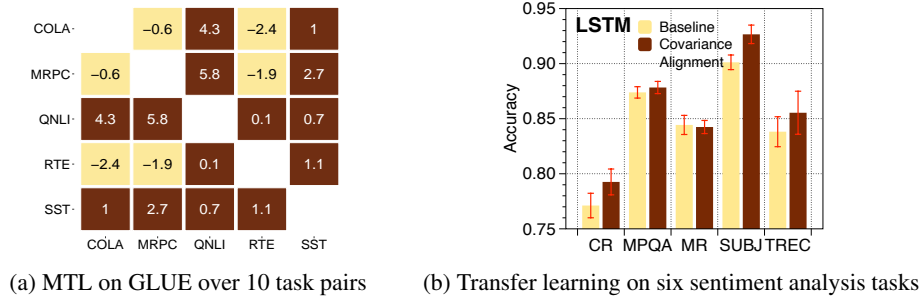 COLA −0.6 4.3 −2.4 1
MRPC −0.6 5.8 −1.9 2.7
QNLI 4.3 5.8 0.1 0.7
RTE −2.4 −1.9 0.1 1.1
SST 1 2.7 0.7 1.1
COLA MRPC QNLI RTE SST
(a) MTL on GLUE over 10 task pairs
LSTM
Baseline
Covariance
Alignment
Accuracy
0.95
0.90
0.85
0.80
0.75
CR MPQA MR SUBJ TREC
(b) Transfer learning on six sentiment analysis tasks